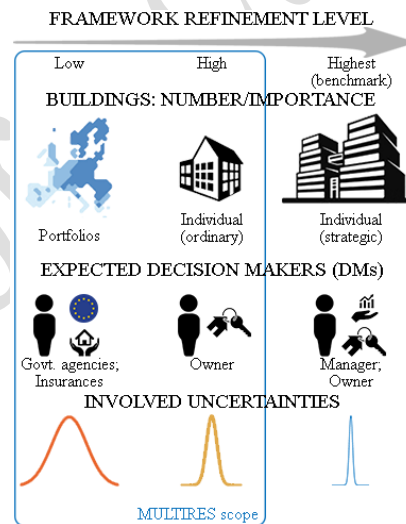 FRAMEWORK REFINEMENT LEVEL
Low High Highest
(benchmark)
BUILDINGS: NUMBER/IMPORTANCE
Portfolios Individual Individual
(ordinary) (strategic)
EXPECTED DECISION MAKERS (DMs)
Govt. agencies; Owner Manager;
Insurances Owner
INVOLVED UNCERTAINTIES
MULTIRES scope